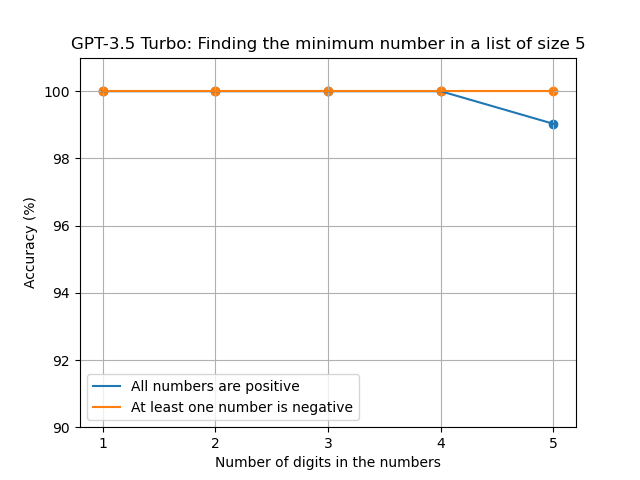 GPT-3.5 Turbo: Finding the minimum number in a list of size 5
100
98
96
94
92
90
Accuracy (%)
All numbers are positive
At least one number is negative
1 2 3 4 5
Number of digits in the numbers